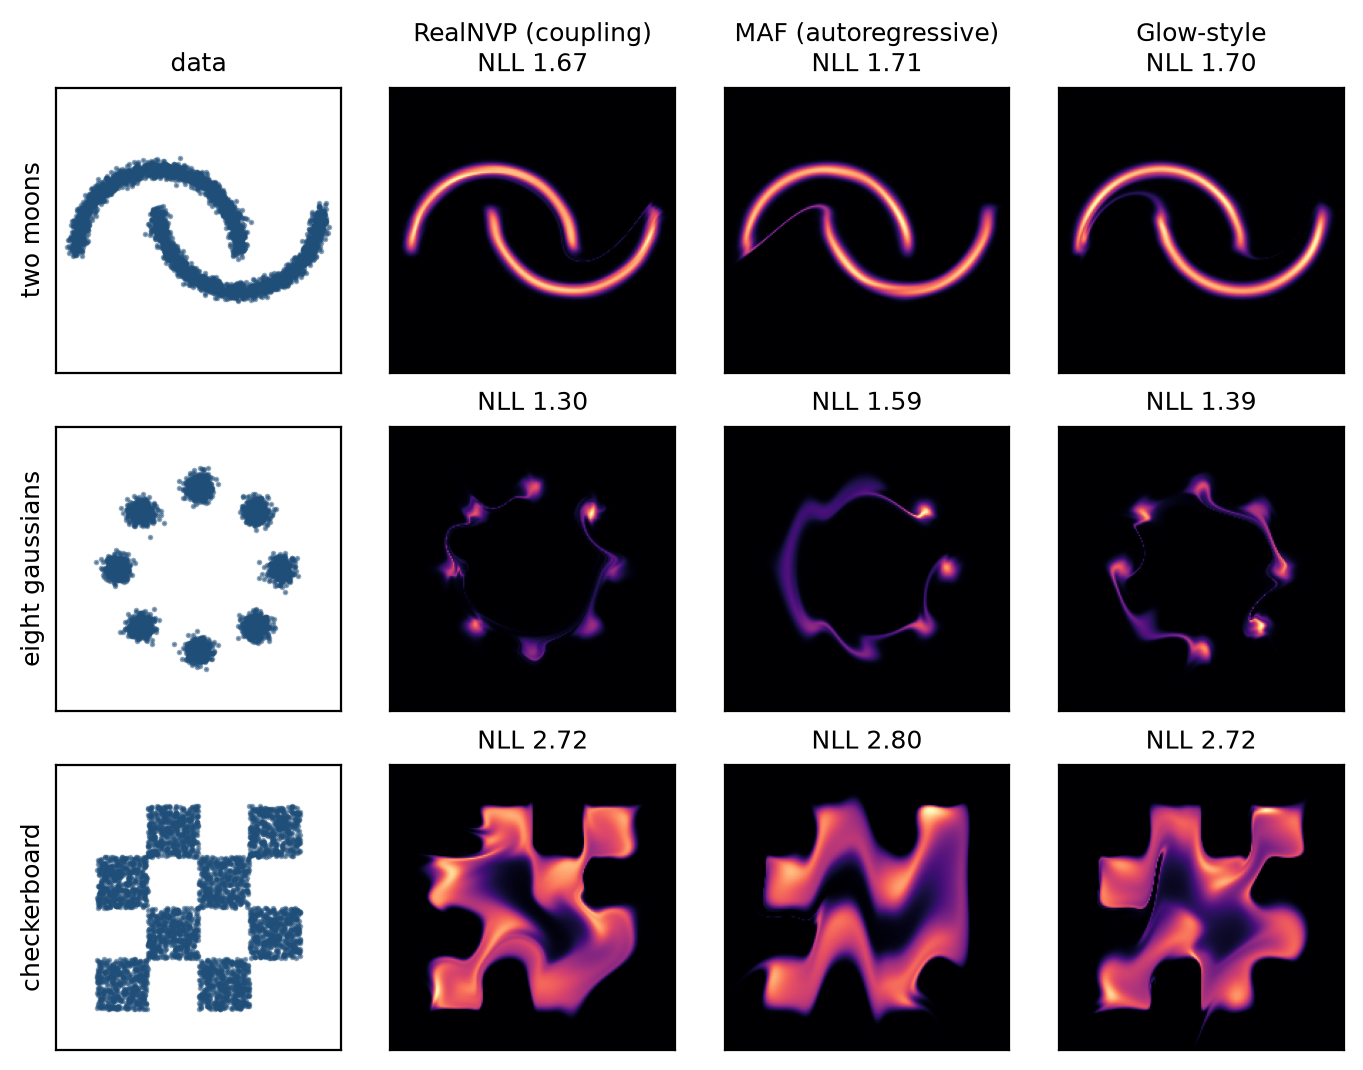 data
RealNVP (coupling)
NLL 1.67
MAF (autoregressive)
NLL 1.71
Glow-style
NLL 1.70
two moons
NLL 1.30
NLL 1.59
NLL 1.39
eight gaussians
NLL 2.72
NLL 2.80
NLL 2.72
checkerboard